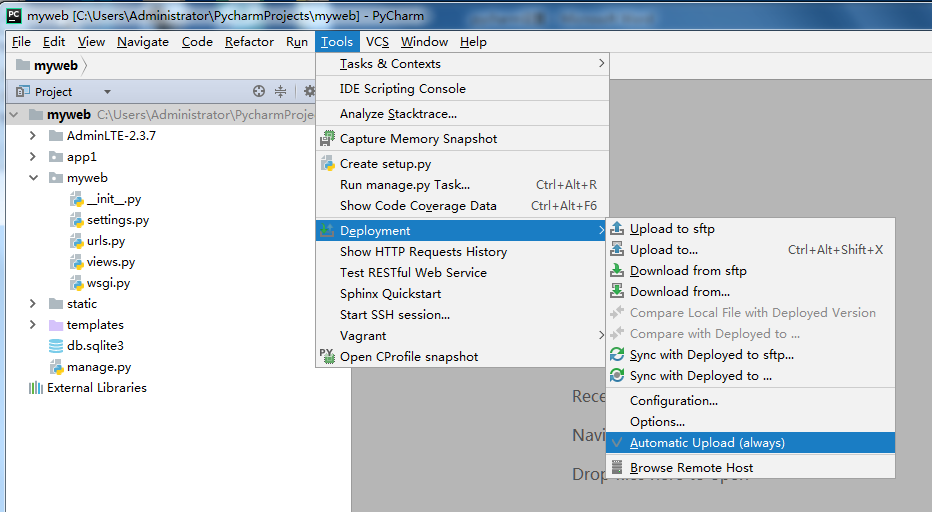 myweb [C:\Users\Administrator\PycharmProjects\myweb] - PyCharm
File Edit View Navigate Code Refactor Run Tools VCS Window Help
myweb
Project
myweb C:\Users\Administrator\PycharmProje
AdminLTE-2.3.7
app1
myweb
__init__.py
settings.py
urls.py
views.py
wsgi.py
static
templates
db.sqlite3
manage.py
External Libraries
Tasks & Contexts
IDE Scripting Console
Analyze Stacktrace...
Capture Memory Snapshot
Create setup.py
Run manage.py Task... Ctrl+Alt+R
Show Code Coverage Data Ctrl+Alt+F6
Deployment
Show HTTP Requests History
Test RESTful Web Service
Sphinx Quickstart
Start SSH session...
Vagrant
Open CProfile snapshot
Upload to sftp
Upload to... Ctrl+Alt+Shift+X
Download from sftp
Download from...
Compare Local File with Deployed Version
Compare with Deployed to ...
Sync with Deployed to sftp...
Sync with Deployed to ...
Configuration...
Options...
Automatic Upload (always)
Browse Remote Host
Rece
Navi
Drop files here to open